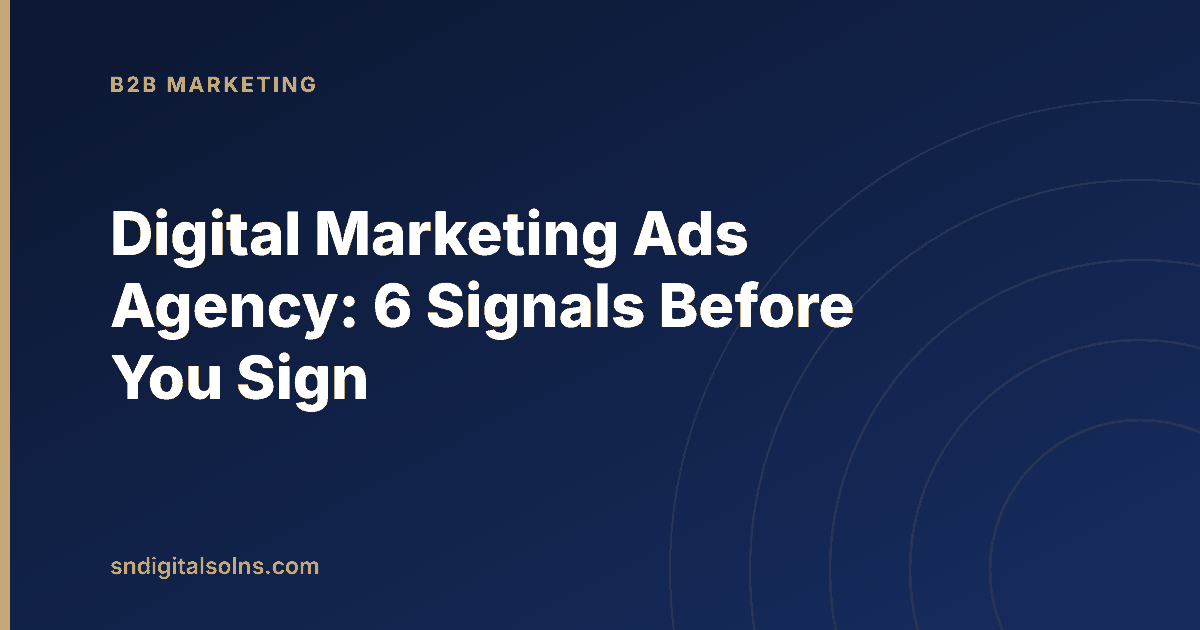 B2B MARKETING
Digital Marketing Ads
Agency: 6 Signals Before
You Sign
sndigitalsolns.com